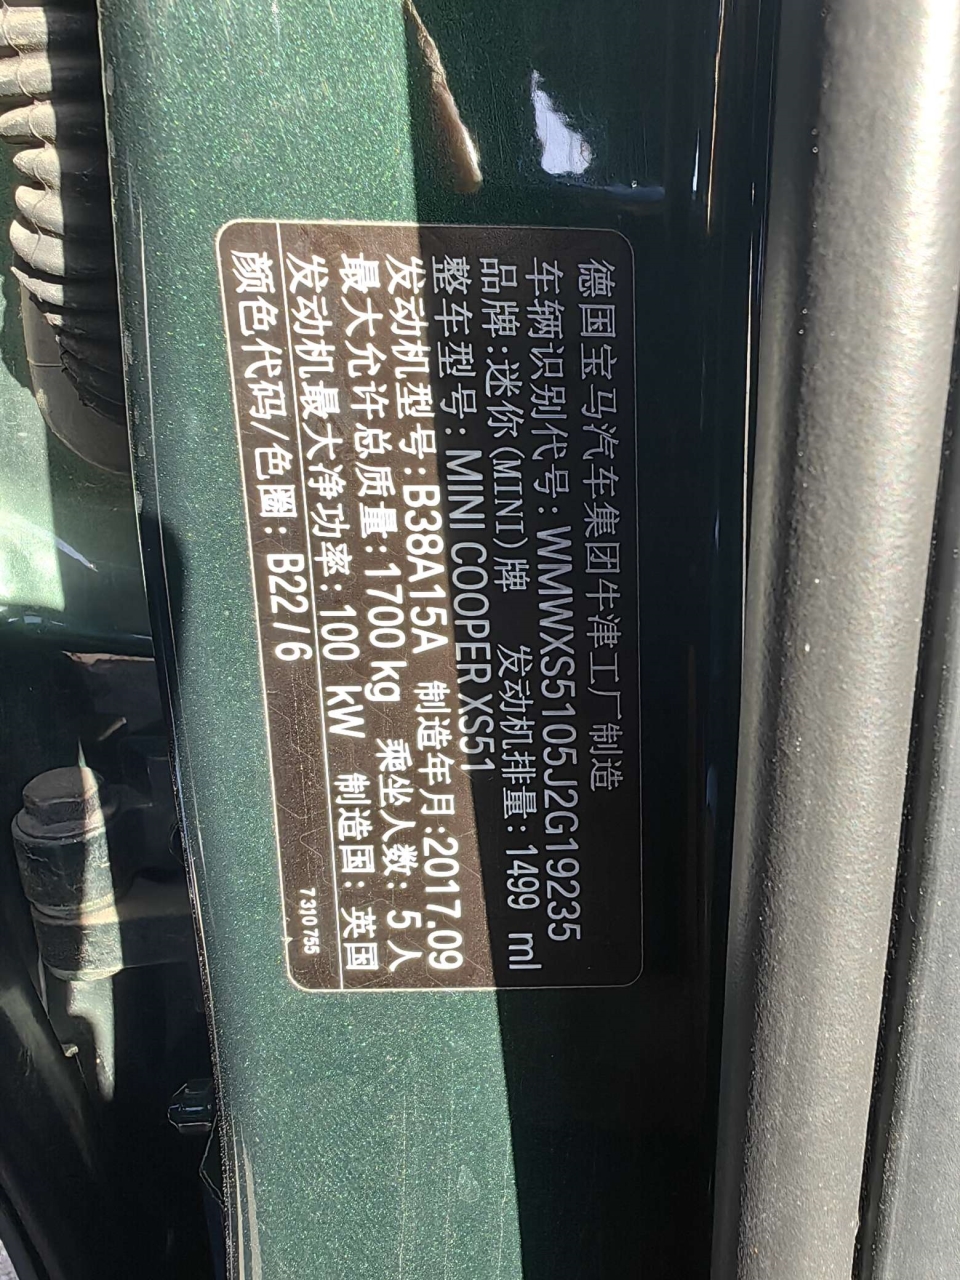 德国宝马汽车集团牛津工厂制造
车辆识别代号:WMWXS5105J2G19235
品牌:迷你(MINI)牌 发动机排量:1499 ml
整车型号:MINI COOPER XS51
发动机型号:B38A15A 制造年月:2017.09
最大允许总质量:1700 kg 乘坐人数:5人
发动机最大净功率:100 kW 制造国:英国
颜色代码/色圈:B22/6
7310755